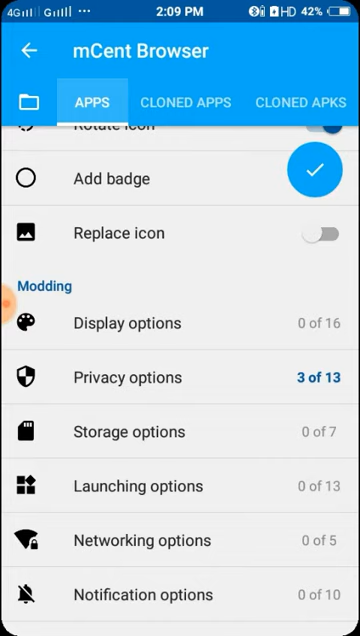 4G G ... 2:09 PM HD 42%
mCent Browser
APPS CLONED APPS CLONED APKS
Rotate icon
Add badge
Replace icon
Modding
Display options 0 of 16
Privacy options 3 of 13
Storage options 0 of 7
Launching options 0 of 13
Networking options 0 of 5
Notification options 0 of 10